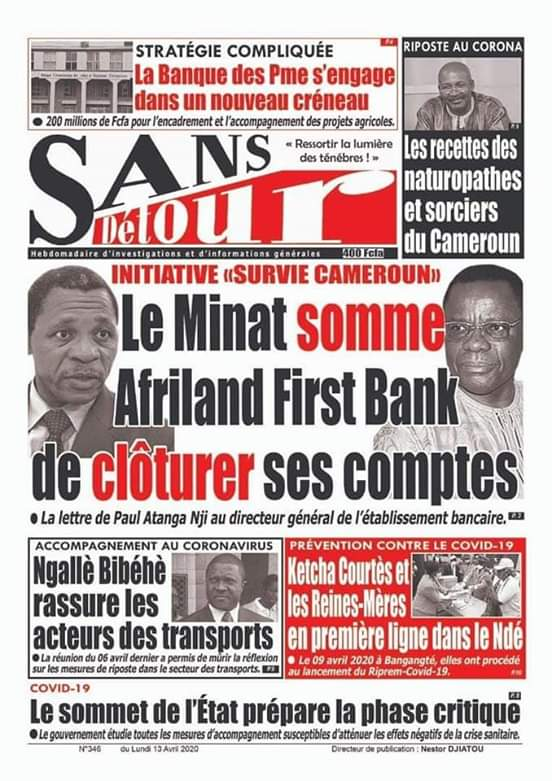 STRATÉGIE COMPLIQUÉE
P.4
La Banque des Pme s'engage
dans un nouveau créneau
● 200 millions de Fcfa pour l'encadrement et l'accompagnement des projets agricoles.
RIPOSTE AU CORONA
Les recettes des
naturopathes
et sorciers
du Cameroun
« Ressortir la lumière
des ténèbres ! »
SANS
Détour
Hebdomadaire d'investigations et d'informations générales
400 Fcfa
INITIATIVE «SURVIE CAMEROUN»
Le Minat somme
Afriland First Bank
de clôturer ses comptes
● La lettre de Paul Atanga Nji au directeur général de l'établissement bancaire.
ACCOMPAGNEMENT AU CORONAVIRUS
Ngallè Bibéhè
rassure les
acteurs des transports
● La réunion du 06 avril dernier a permis de mûrir la réflexion
sur les mesures de riposte dans le secteur des transports.
PRÉVENTION CONTRE LE COVID-19
Ketcha Courtès et
les Reines-Mères
en première ligne dans le Ndé
● Le 09 avril 2020 à Bangangté, elles ont procédé
au lancement du Riprem-Covid-19.
COVID-19
Le sommet de l'État prépare la phase critique
● Le gouvernement étudie toutes les mesures d'accompagnement susceptibles d'atténuer les effets négatifs de la crise sanitaire.
N°346 du Lundi 13 Avril 2020
Directeur de publication : Nestor DJIATOU